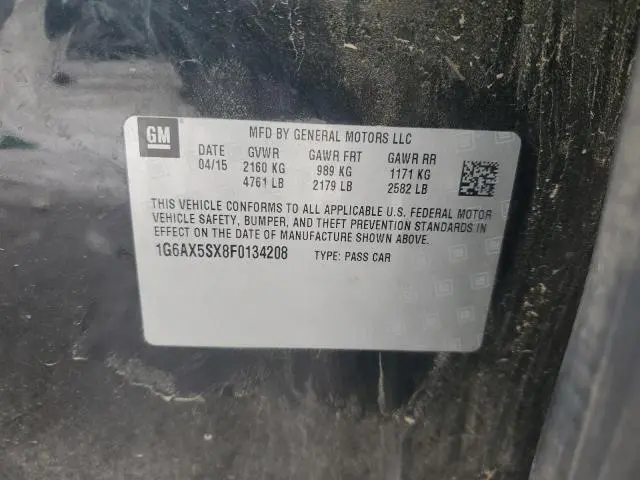 GM
MFD BY GENERAL MOTORS LLC
DATE GVWR GAWR FRT GAWR RR
04/15 2160 KG 989 KG 1171 KG
4761 LB 2179 LB 2582 LB
THIS VEHICLE CONFORMS TO ALL APPLICABLE U.S. FEDERAL MOTOR
VEHICLE SAFETY, BUMPER, AND THEFT PREVENTION STANDARDS IN
EFFECT ON THE DATE OF MANUFACTURE SHOWN ABOVE.
1G6AX5SX8F0134208 TYPE: PASS CAR